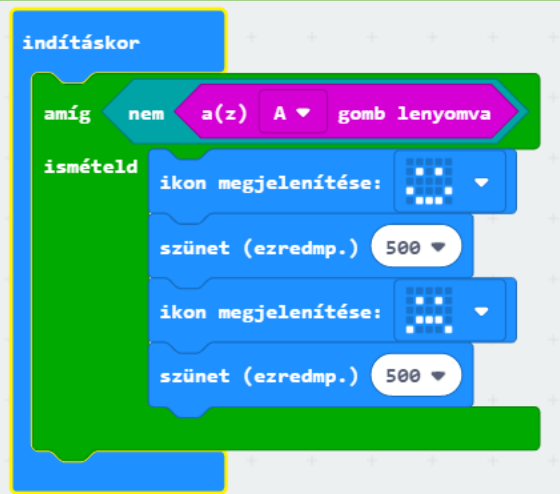 indításkor
amíg nem a(z) A gomb lenyomva
ismételd
ikon megjelenítése:
szünet (ezredmp.) 500
ikon megjelenítése:
szünet (ezredmp.) 500